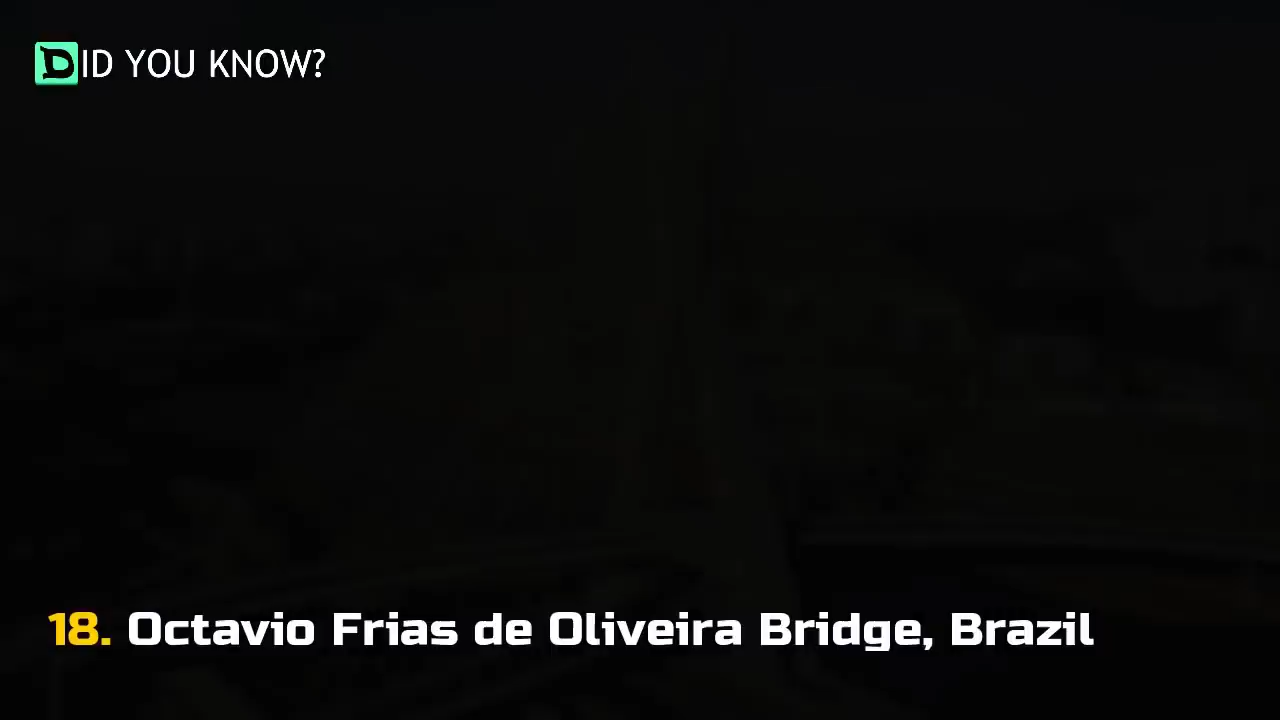 DID YOU KNOW?
18. Octavio Frias de Oliveira Bridge, Brazil